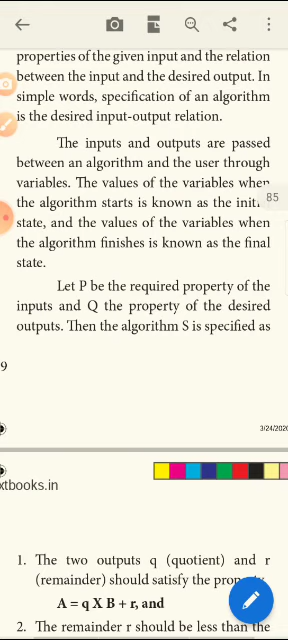 properties of the given input and the relation
between the input and the desired output. In
simple words, specification of an algorithm
is the desired input-output relation.
The inputs and outputs are passed
between an algorithm and the user through
variables. The values of the variables when
the algorithm starts is known as the
85
state, and the values of the variables when
the algorithm finishes is known as the final
state.
Let P be the required property of the
inputs and Q the property of the desired
outputs. Then the algorithm S is specified as
9
3/24/2020
xtbooks.in
1. The two outputs q (quotient) and r
(remainder) should satisfy the
A = q X B + r, and
2. The remainder r should be less than the